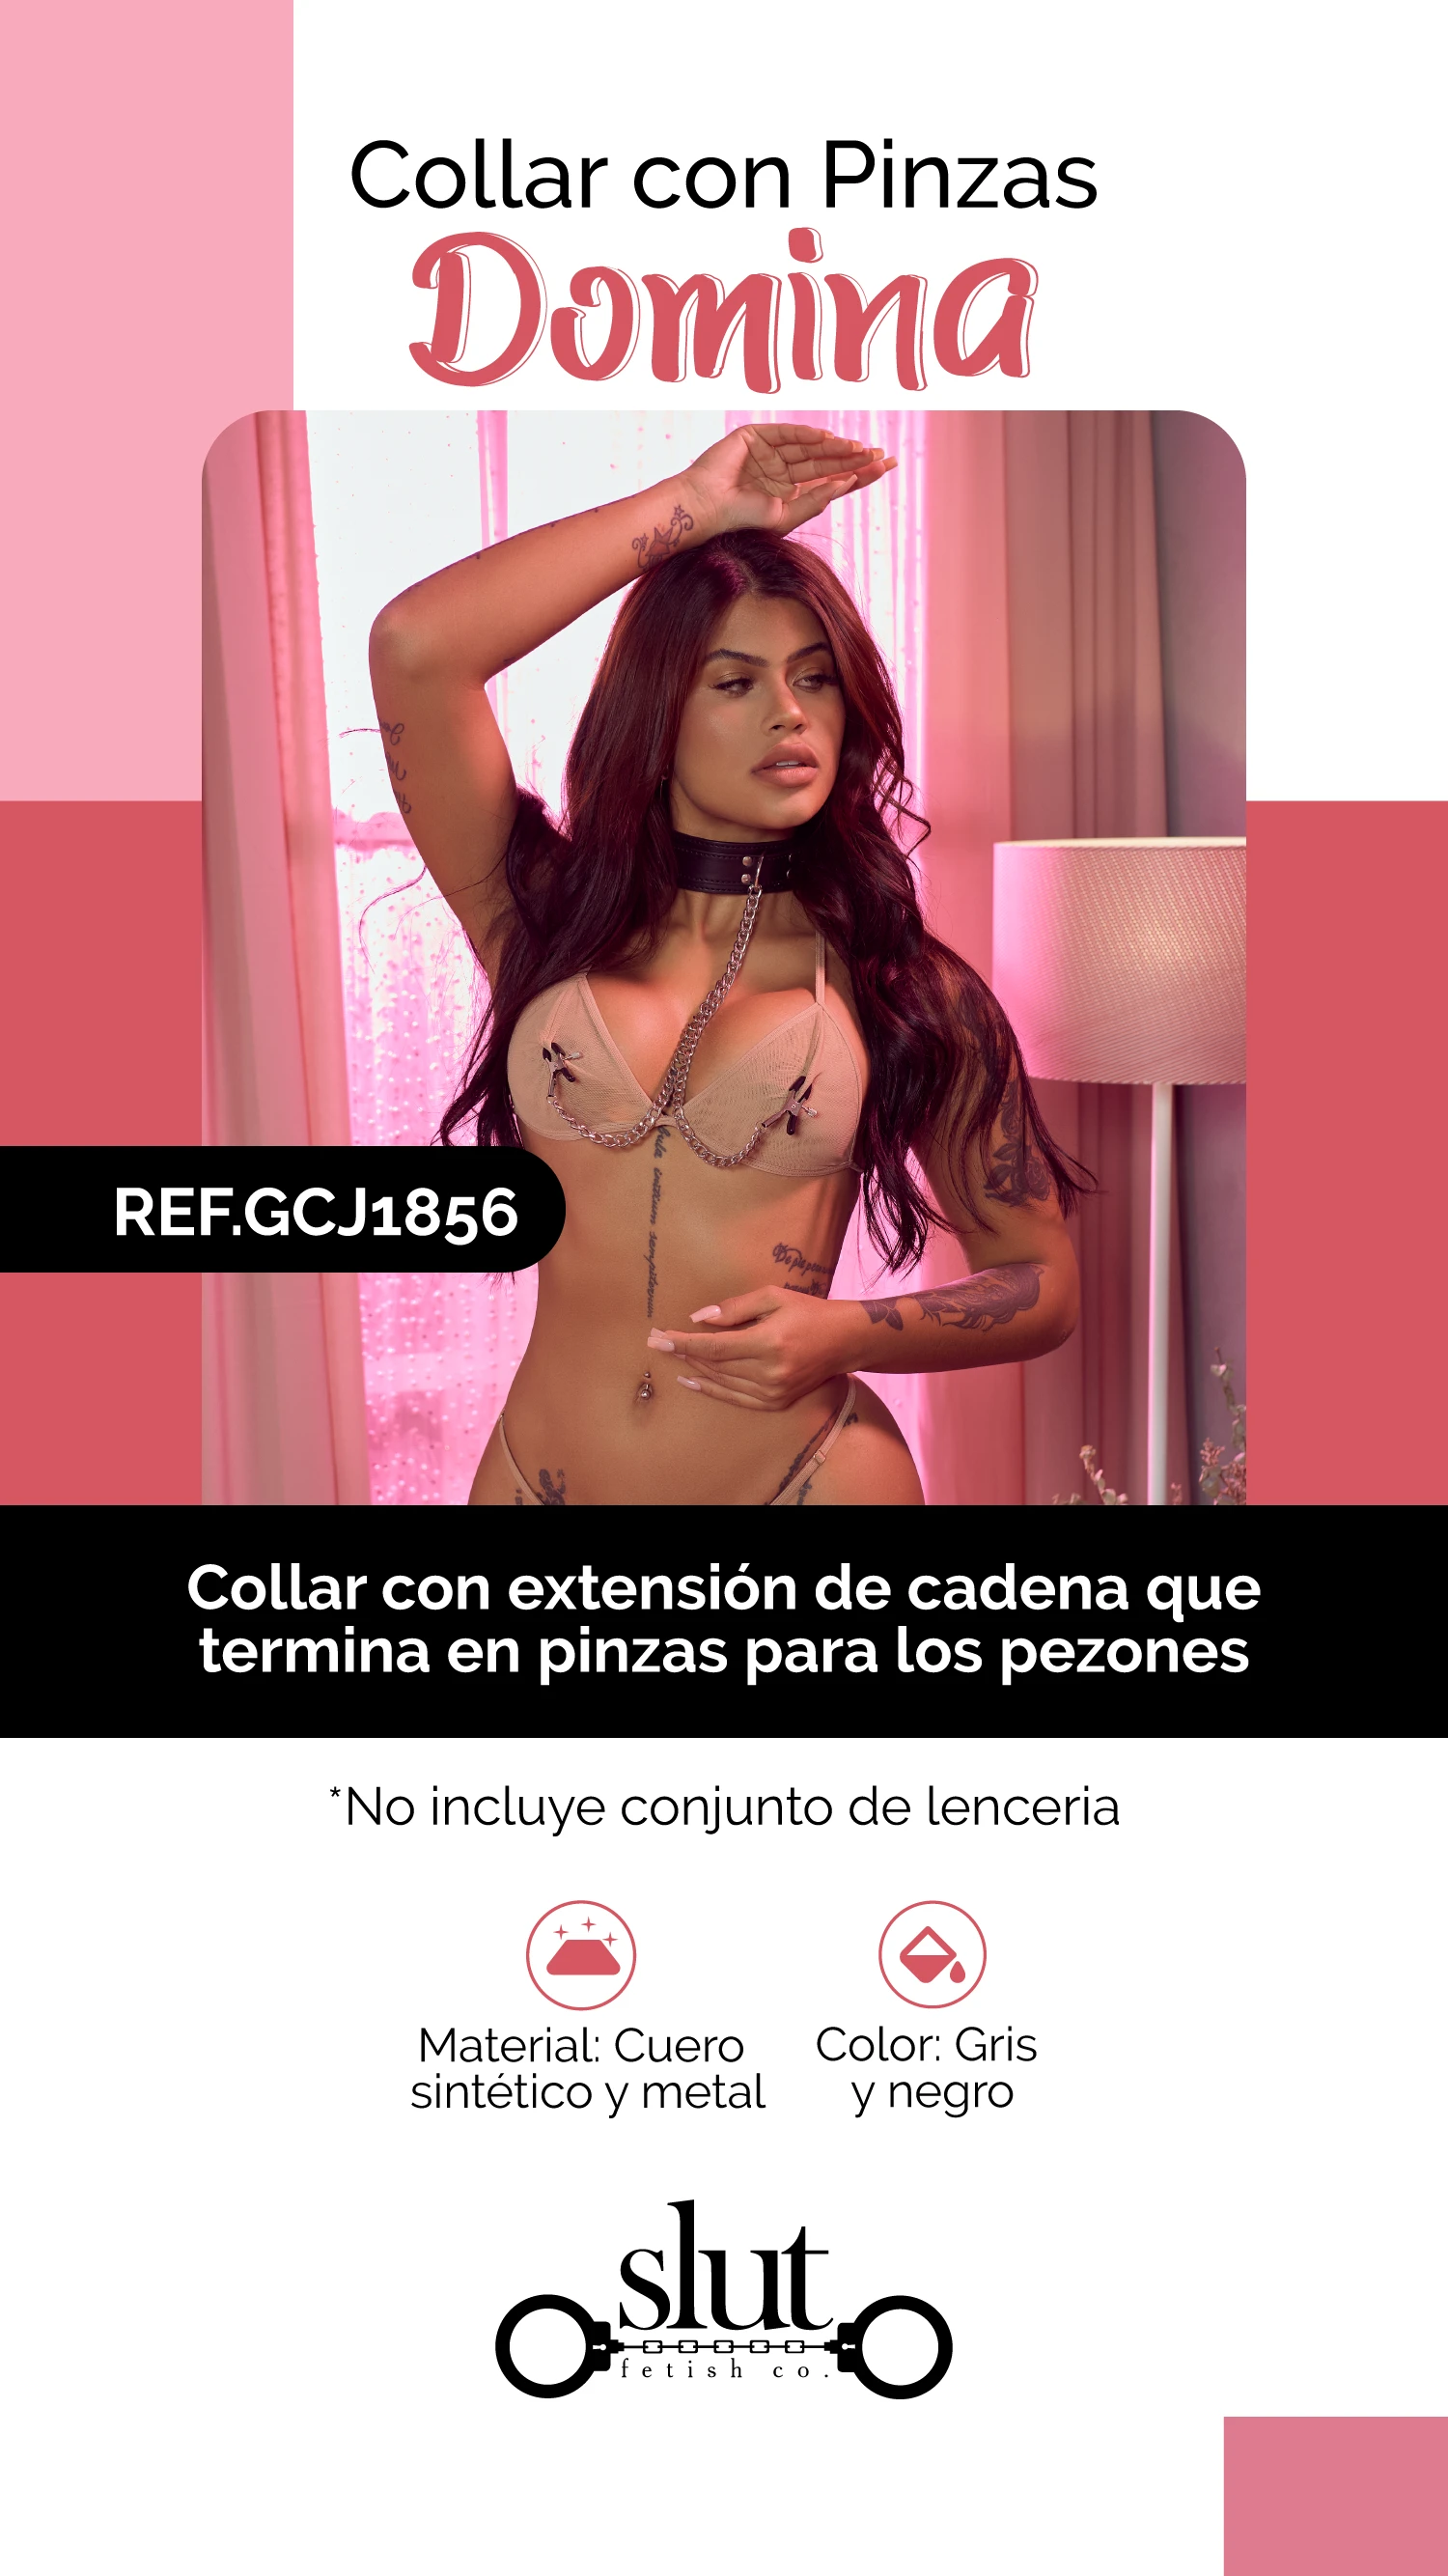 Collar con Pinzas
Domina
REF.GCJ1856
Collar con extensión de cadena que
termina en pinzas para los pezones
*No incluye conjunto de lenceria
Material: Cuero
sintético y metal
Color: Gris
y negro
slut
fetish co.